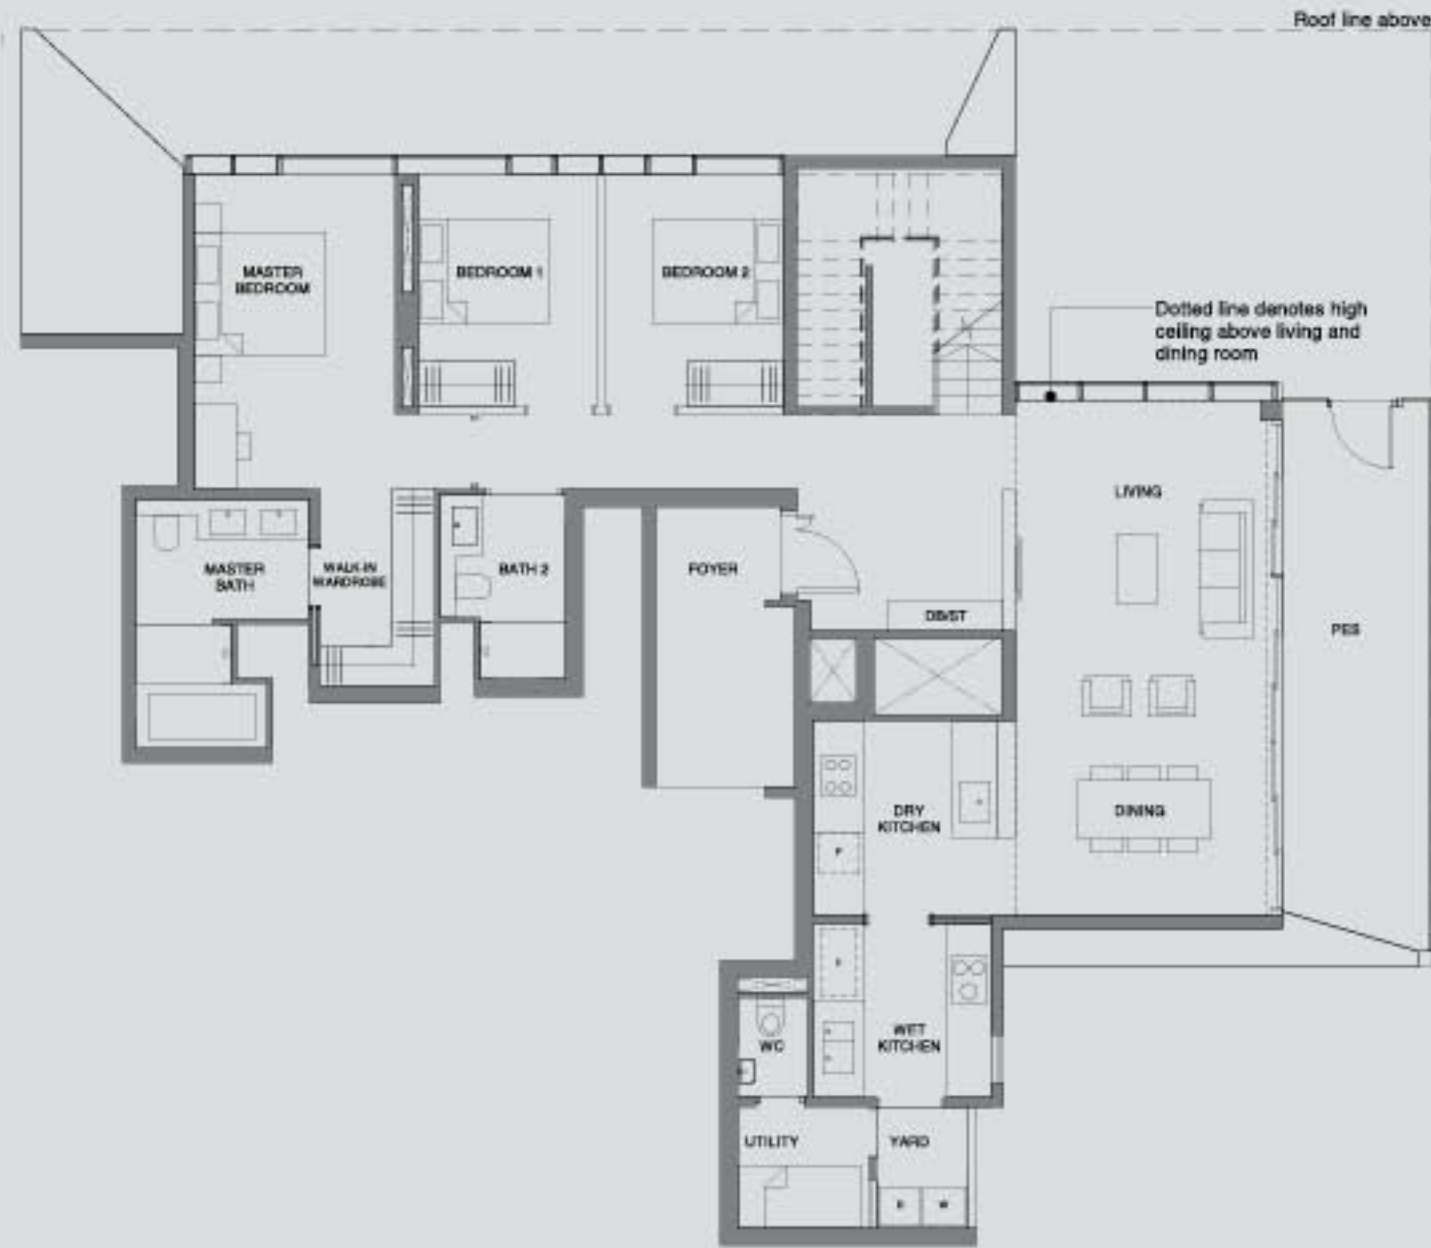 Roof line above
MASTER
BEDROOM
BEDROOM 1
BEDROOM 2
Dotted line denotes high
ceiling above living and
dining room
LIVING
MASTER
BATH
WALK-IN
WARDROBE
BATH 2
FOYER
DB/ST
PES
DRY
KITCHEN
DINING
F
WET
KITCHEN
WC
UTILITY
YARD
D
W